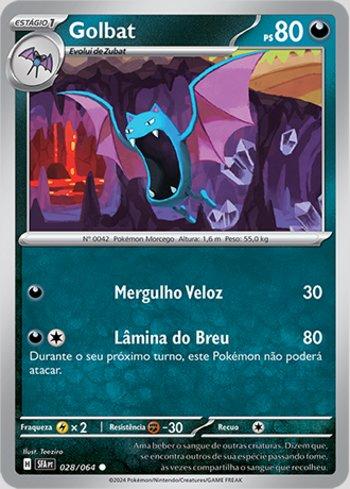 ESTÁGIO 1
Golbat
PS 80
Evolui de Zubat
Nº 0042 Pokémon Morcego Altura: 1,6 m Peso: 55,0 kg
Mergulho Veloz 30
Lâmina do Breu 80
Durante o seu próximo turno, este Pokémon não poderá
atacar.
Fraqueza × 2 Resistência -30 Recuo
Ilust. Teeziro
H SFA PT 028/064
Ama beber o sangue de outras criaturas. Dizem que,
se encontra outros de sua espécie passando fome,
às vezes compartilha o sangue que recolheu.
©2024 Pokémon/Nintendo/Creatures/GAME FREAK